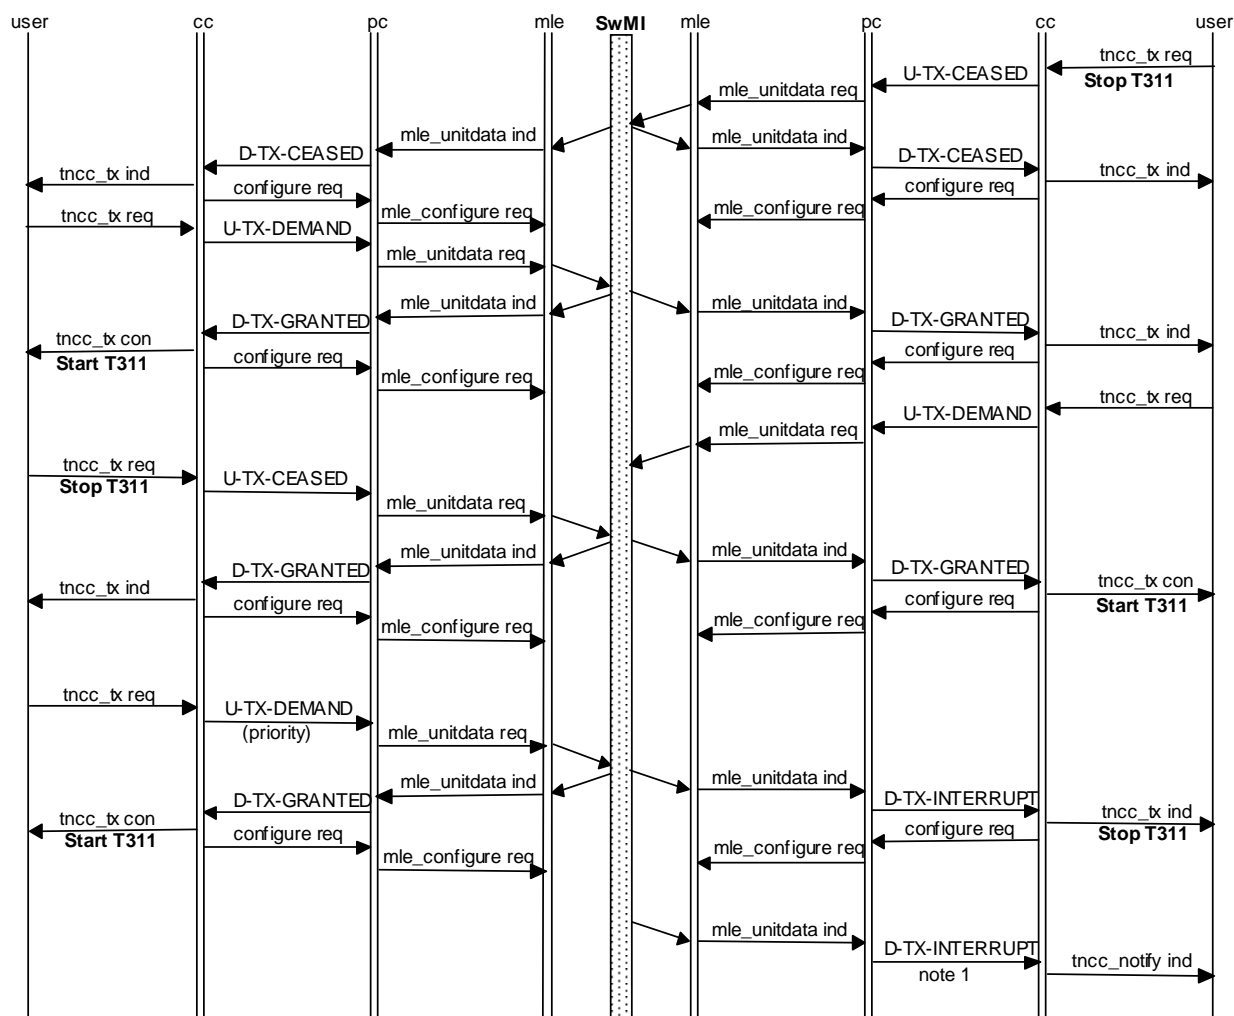 user cc pc mle SwMI mle pc cc user
tncc_tx req
U-TX-CEASED Stop T311
mle_unitdata req
mle_unitdata ind mle_unitdata ind
D-TX-CEASED D-TX-CEASED
tncc_tx ind configure req configure req tncc_tx ind
tncc_tx req mle_configure req mle_configure req
U-TX-DEMAND
mle_unitdata req
mle_unitdata ind mle_unitdata ind
D-TX-GRANTED D-TX-GRANTED
tncc_tx con tncc_tx ind
Start T311 configure req configure req
mle_configure req mle_configure req
tncc_tx req
U-TX-DEMAND
mle_unitdata req
tncc_tx req
Stop T311 U-TX-CEASED
mle_unitdata req
mle_unitdata ind mle_unitdata ind
D-TX-GRANTED D-TX-GRANTED
tncc_tx ind tncc_tx con
configure req configure req Start T311
mle_configure req mle_configure req
tncc_tx req
U-TX-DEMAND
(priority) mle_unitdata req
mle_unitdata ind mle_unitdata ind
D-TX-GRANTED D-TX-INTERRUPT
tncc_tx con tncc_tx ind
Start T311 configure req configure req Stop T311
mle_configure req mle_configure req
mle_unitdata ind
D-TX-INTERRUPT
note 1 tncc_notify ind